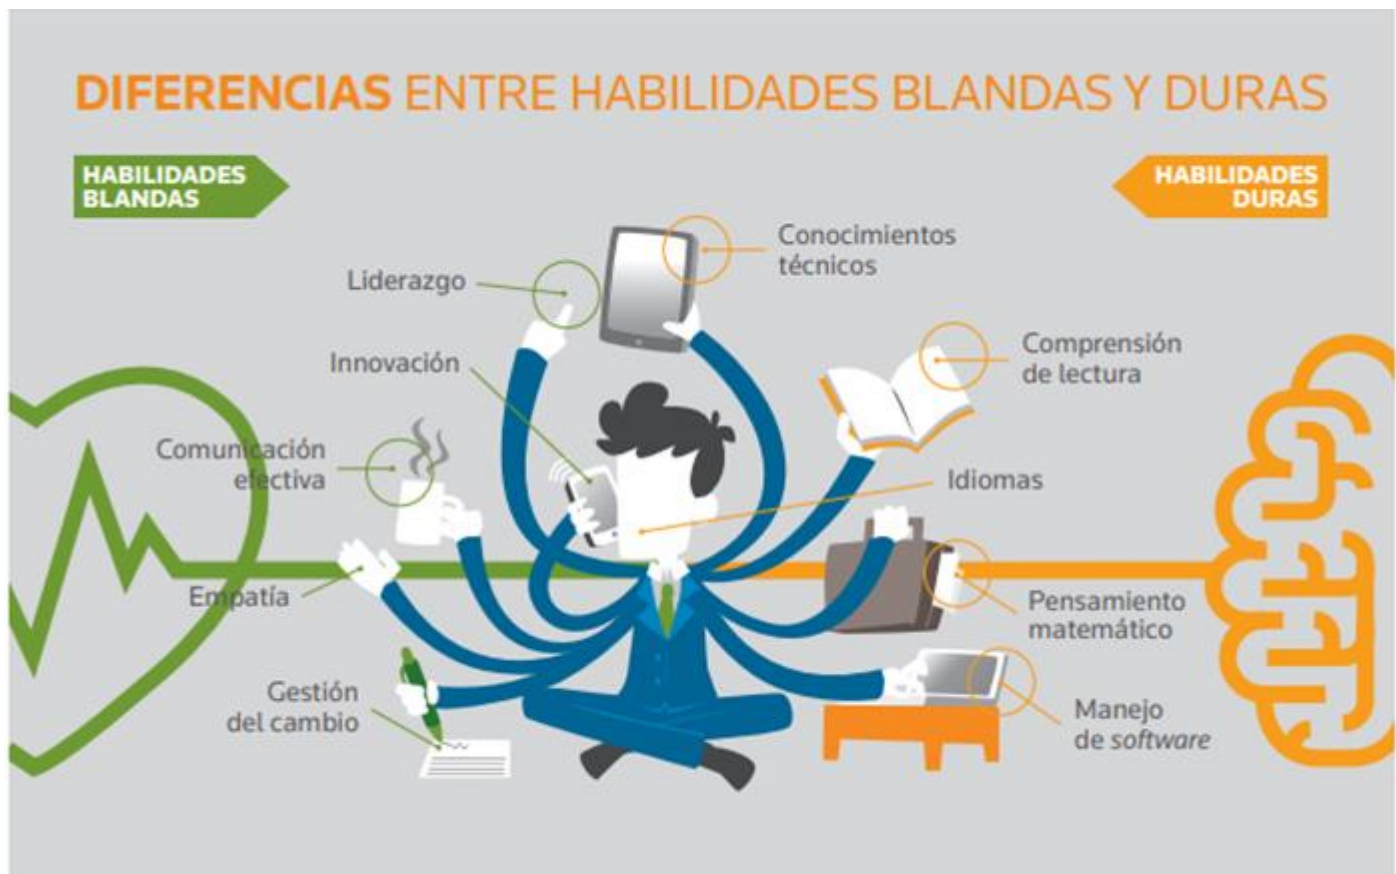 DIFERENCIAS ENTRE HABILIDADES BLANDAS Y DURAS
HABILIDADES
BLANDAS
HABILIDADES
DURAS
Liderazgo
Innovación
Comunicación
efectiva
Empatía
Gestión
del cambio
Conocimientos
técnicos
Comprensión
de lectura
Idiomas
Pensamiento
matemático
Manejo
de software